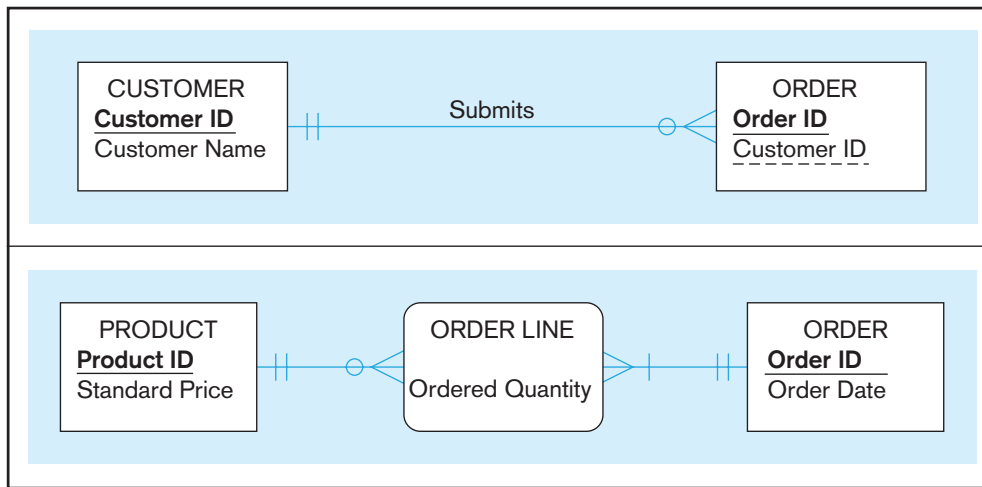 CUSTOMER
Customer ID
Customer Name
Submits
ORDER
Order ID
Customer ID
PRODUCT
Product ID
Standard Price
ORDER LINE
Ordered Quantity
ORDER
Order ID
Order Date